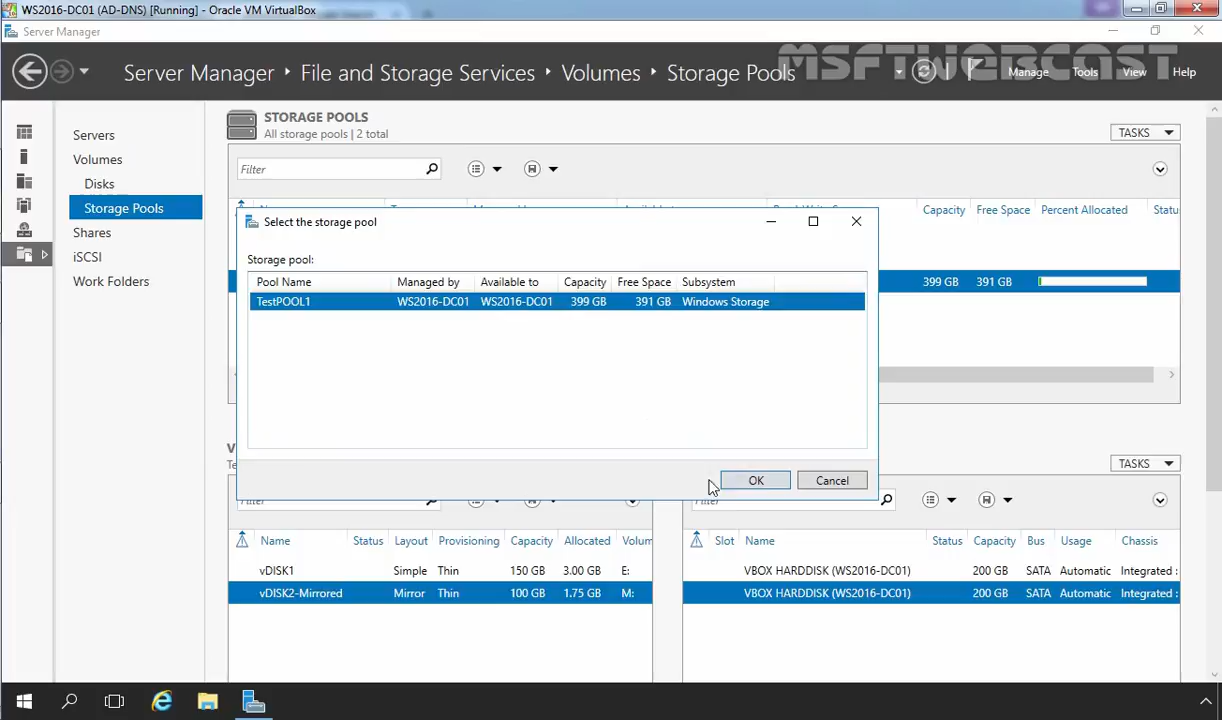 WS2016-DC01 (AD-DNS) [Running] - Oracle VM VirtualBox
Server Manager
Server Manager ‣ File and Storage Services ‣ Volumes ‣ Storage Pools
MSFTWEBCAST
Manage Tools View Help
Servers
Volumes
Disks
Storage Pools
Shares
iSCSI
Work Folders
STORAGE POOLS
All storage pools | 2 total
TASKS
Filter
Capacity Free Space Percent Allocated Statu
399 GB 391 GB
Select the storage pool
Storage pool:
Pool Name Managed by Available to Capacity Free Space Subsystem
TestPOOL1 WS2016-DC01 WS2016-DC01 399 GB 391 GB Windows Storage
OK Cancel
TASKS
Name Status Layout Provisioning Capacity Allocated Volum
vDISK1 Simple Thin 150 GB 3.00 GB E:
vDISK2-Mirrored Mirror Thin 100 GB 1.75 GB M:
Slot Name Status Capacity Bus Usage Chassis
VBOX HARDDISK (WS2016-DC01) 200 GB SATA Automatic Integrated :
VBOX HARDDISK (WS2016-DC01) 200 GB SATA Automatic Integrated :